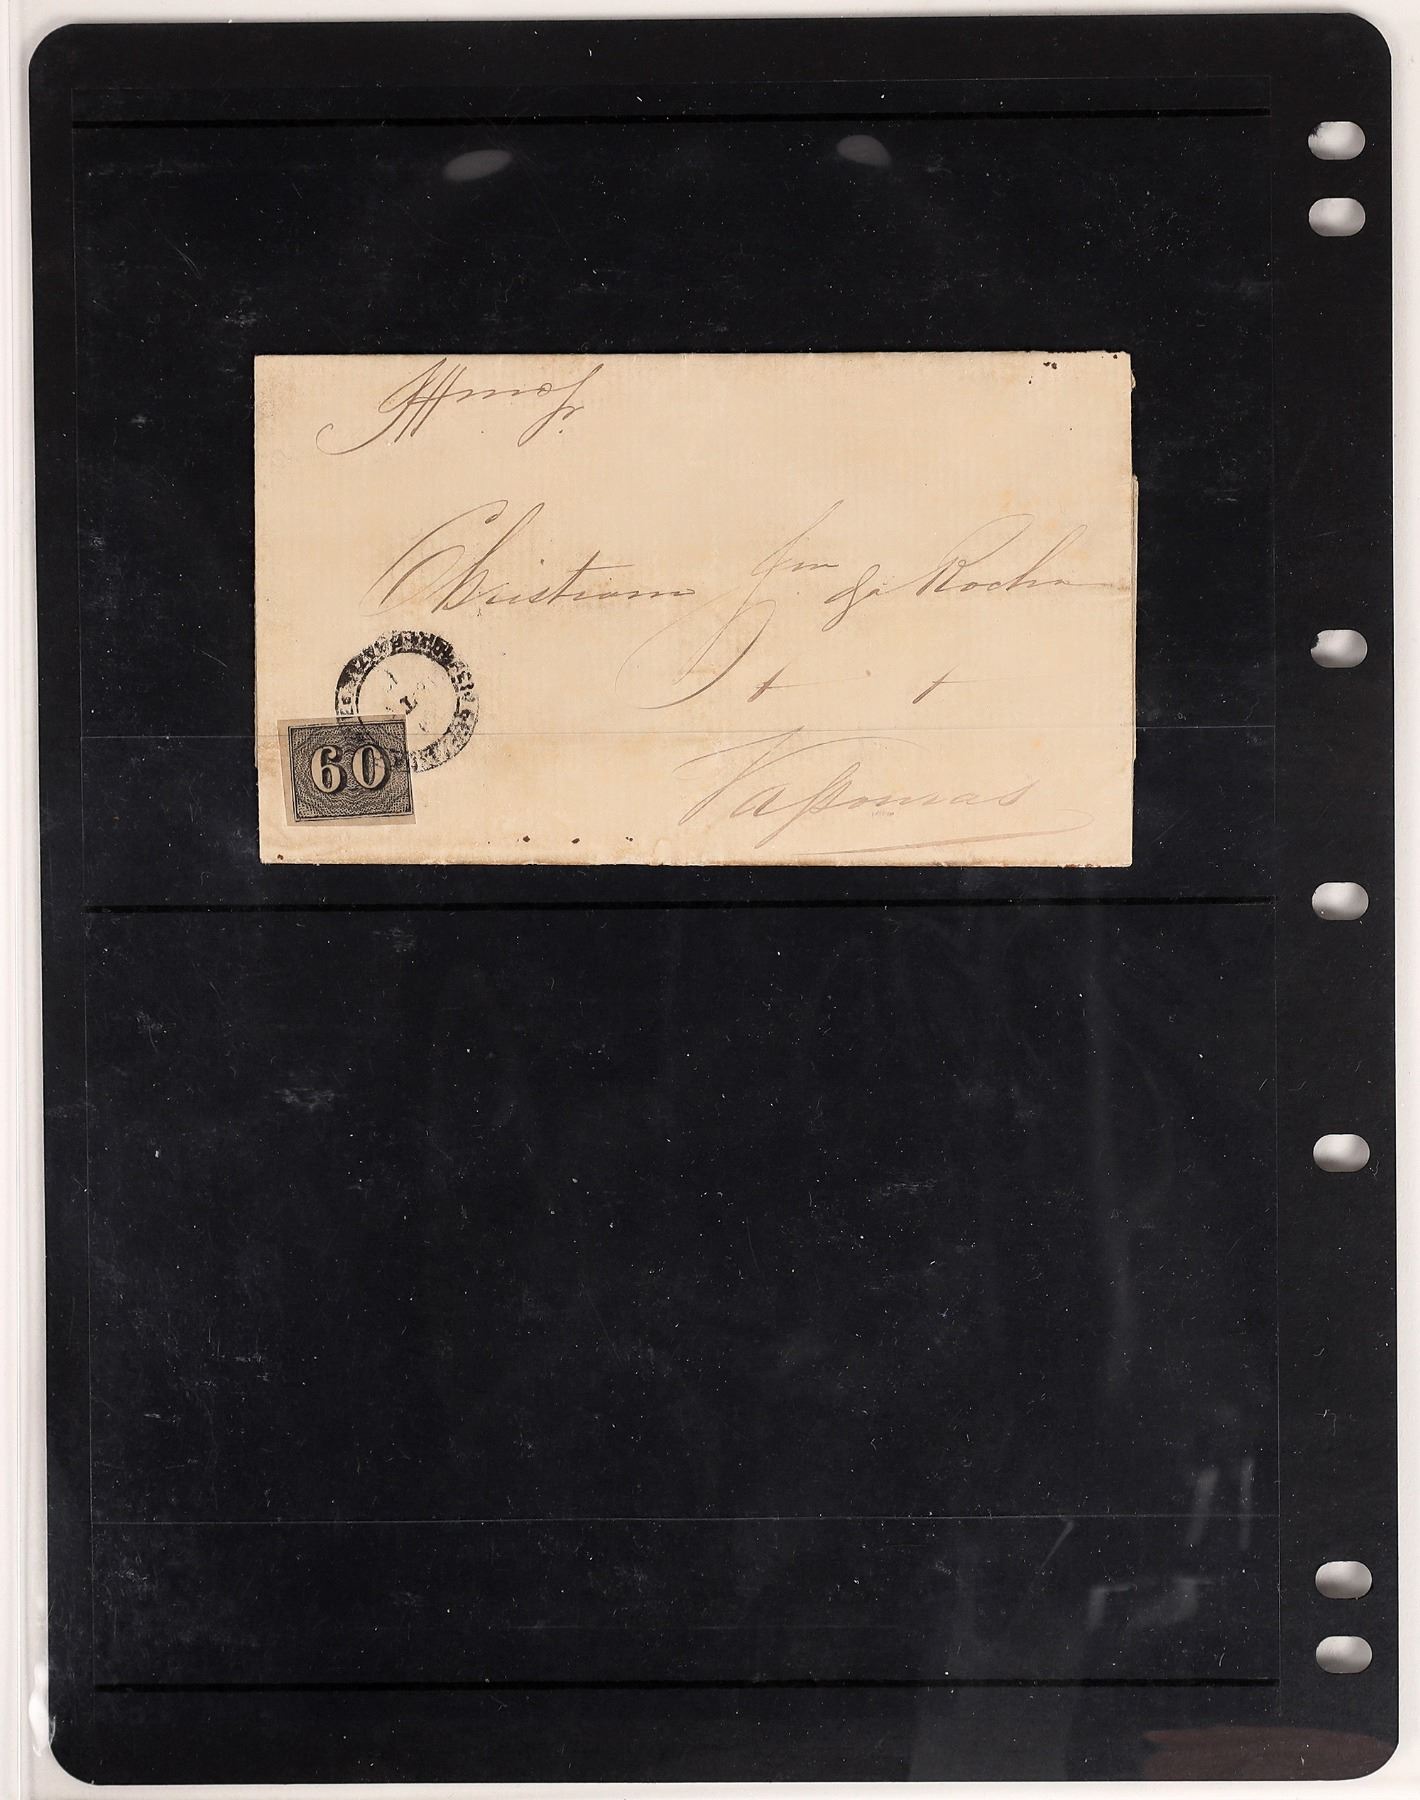 Illmo Sr.
Christiano Jm da Rocha
Vassouras
60